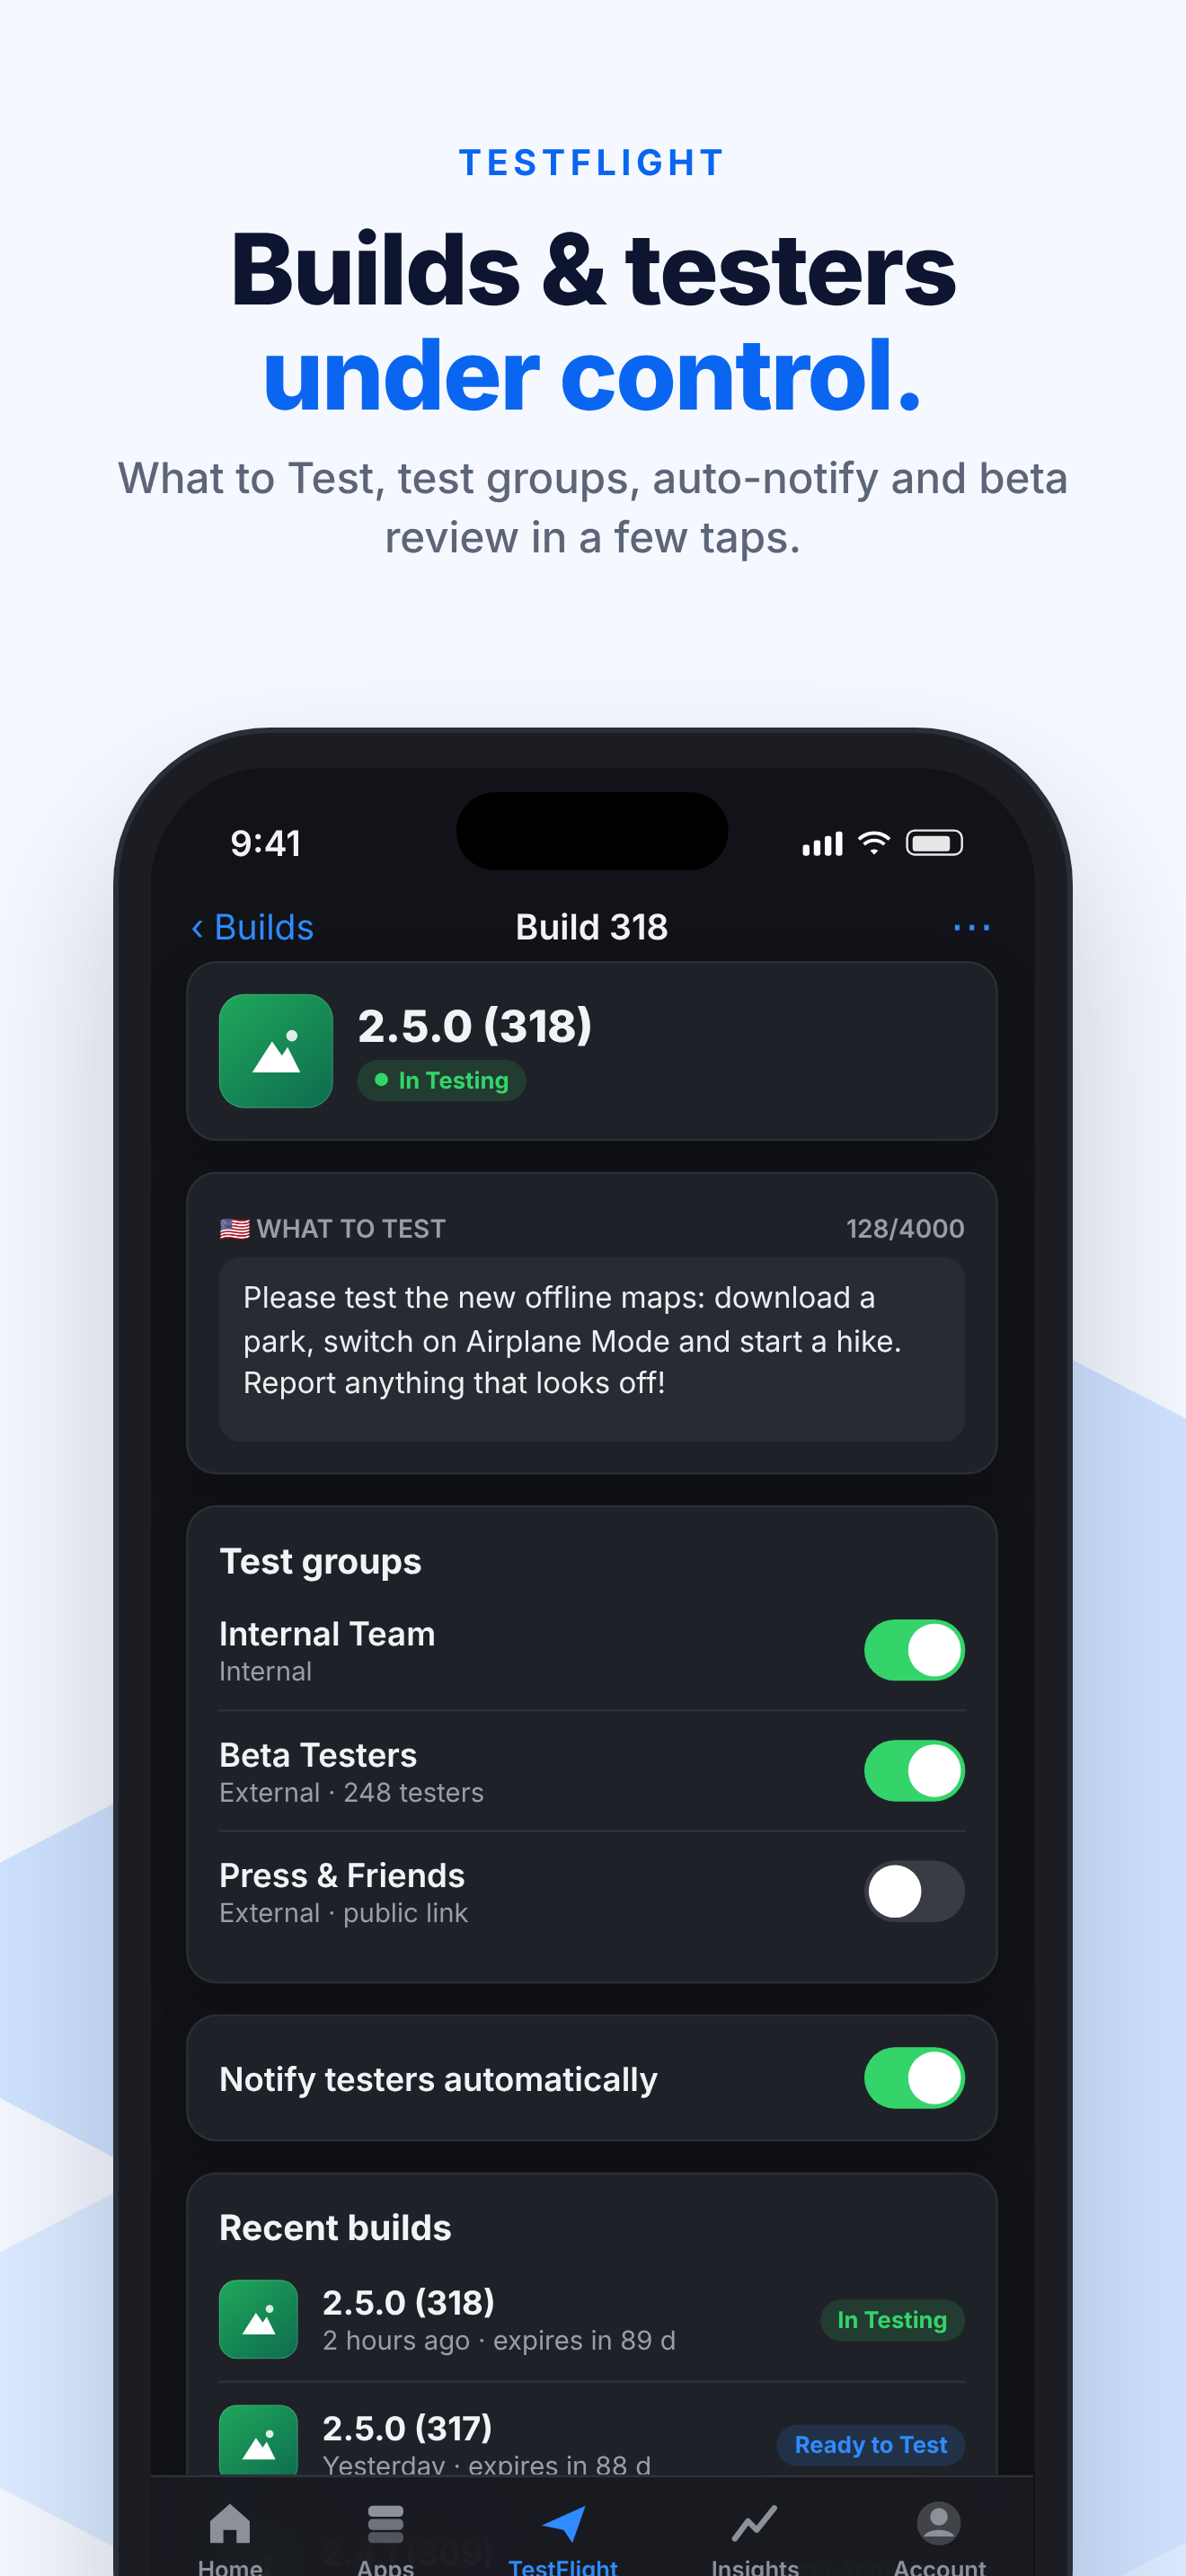 TESTFLIGHT
Builds & testers
under control.
What to Test, test groups, auto-notify and beta
review in a few taps.
9:41
‹ Builds
Build 318
···
2.5.0 (318)
In Testing
WHAT TO TEST
128/4000
Please test the new offline maps: download a
park, switch on Airplane Mode and start a hike.
Report anything that looks off!
Test groups
Internal Team
Internal
Beta Testers
External · 248 testers
Press & Friends
External · public link
Notify testers automatically
Recent builds
2.5.0 (318)
2 hours ago · expires in 89 d
In Testing
2.5.0 (317)
Yesterday · expires in 88 d
Ready to Test
Home
Apps
TestFlight
Insights
Account